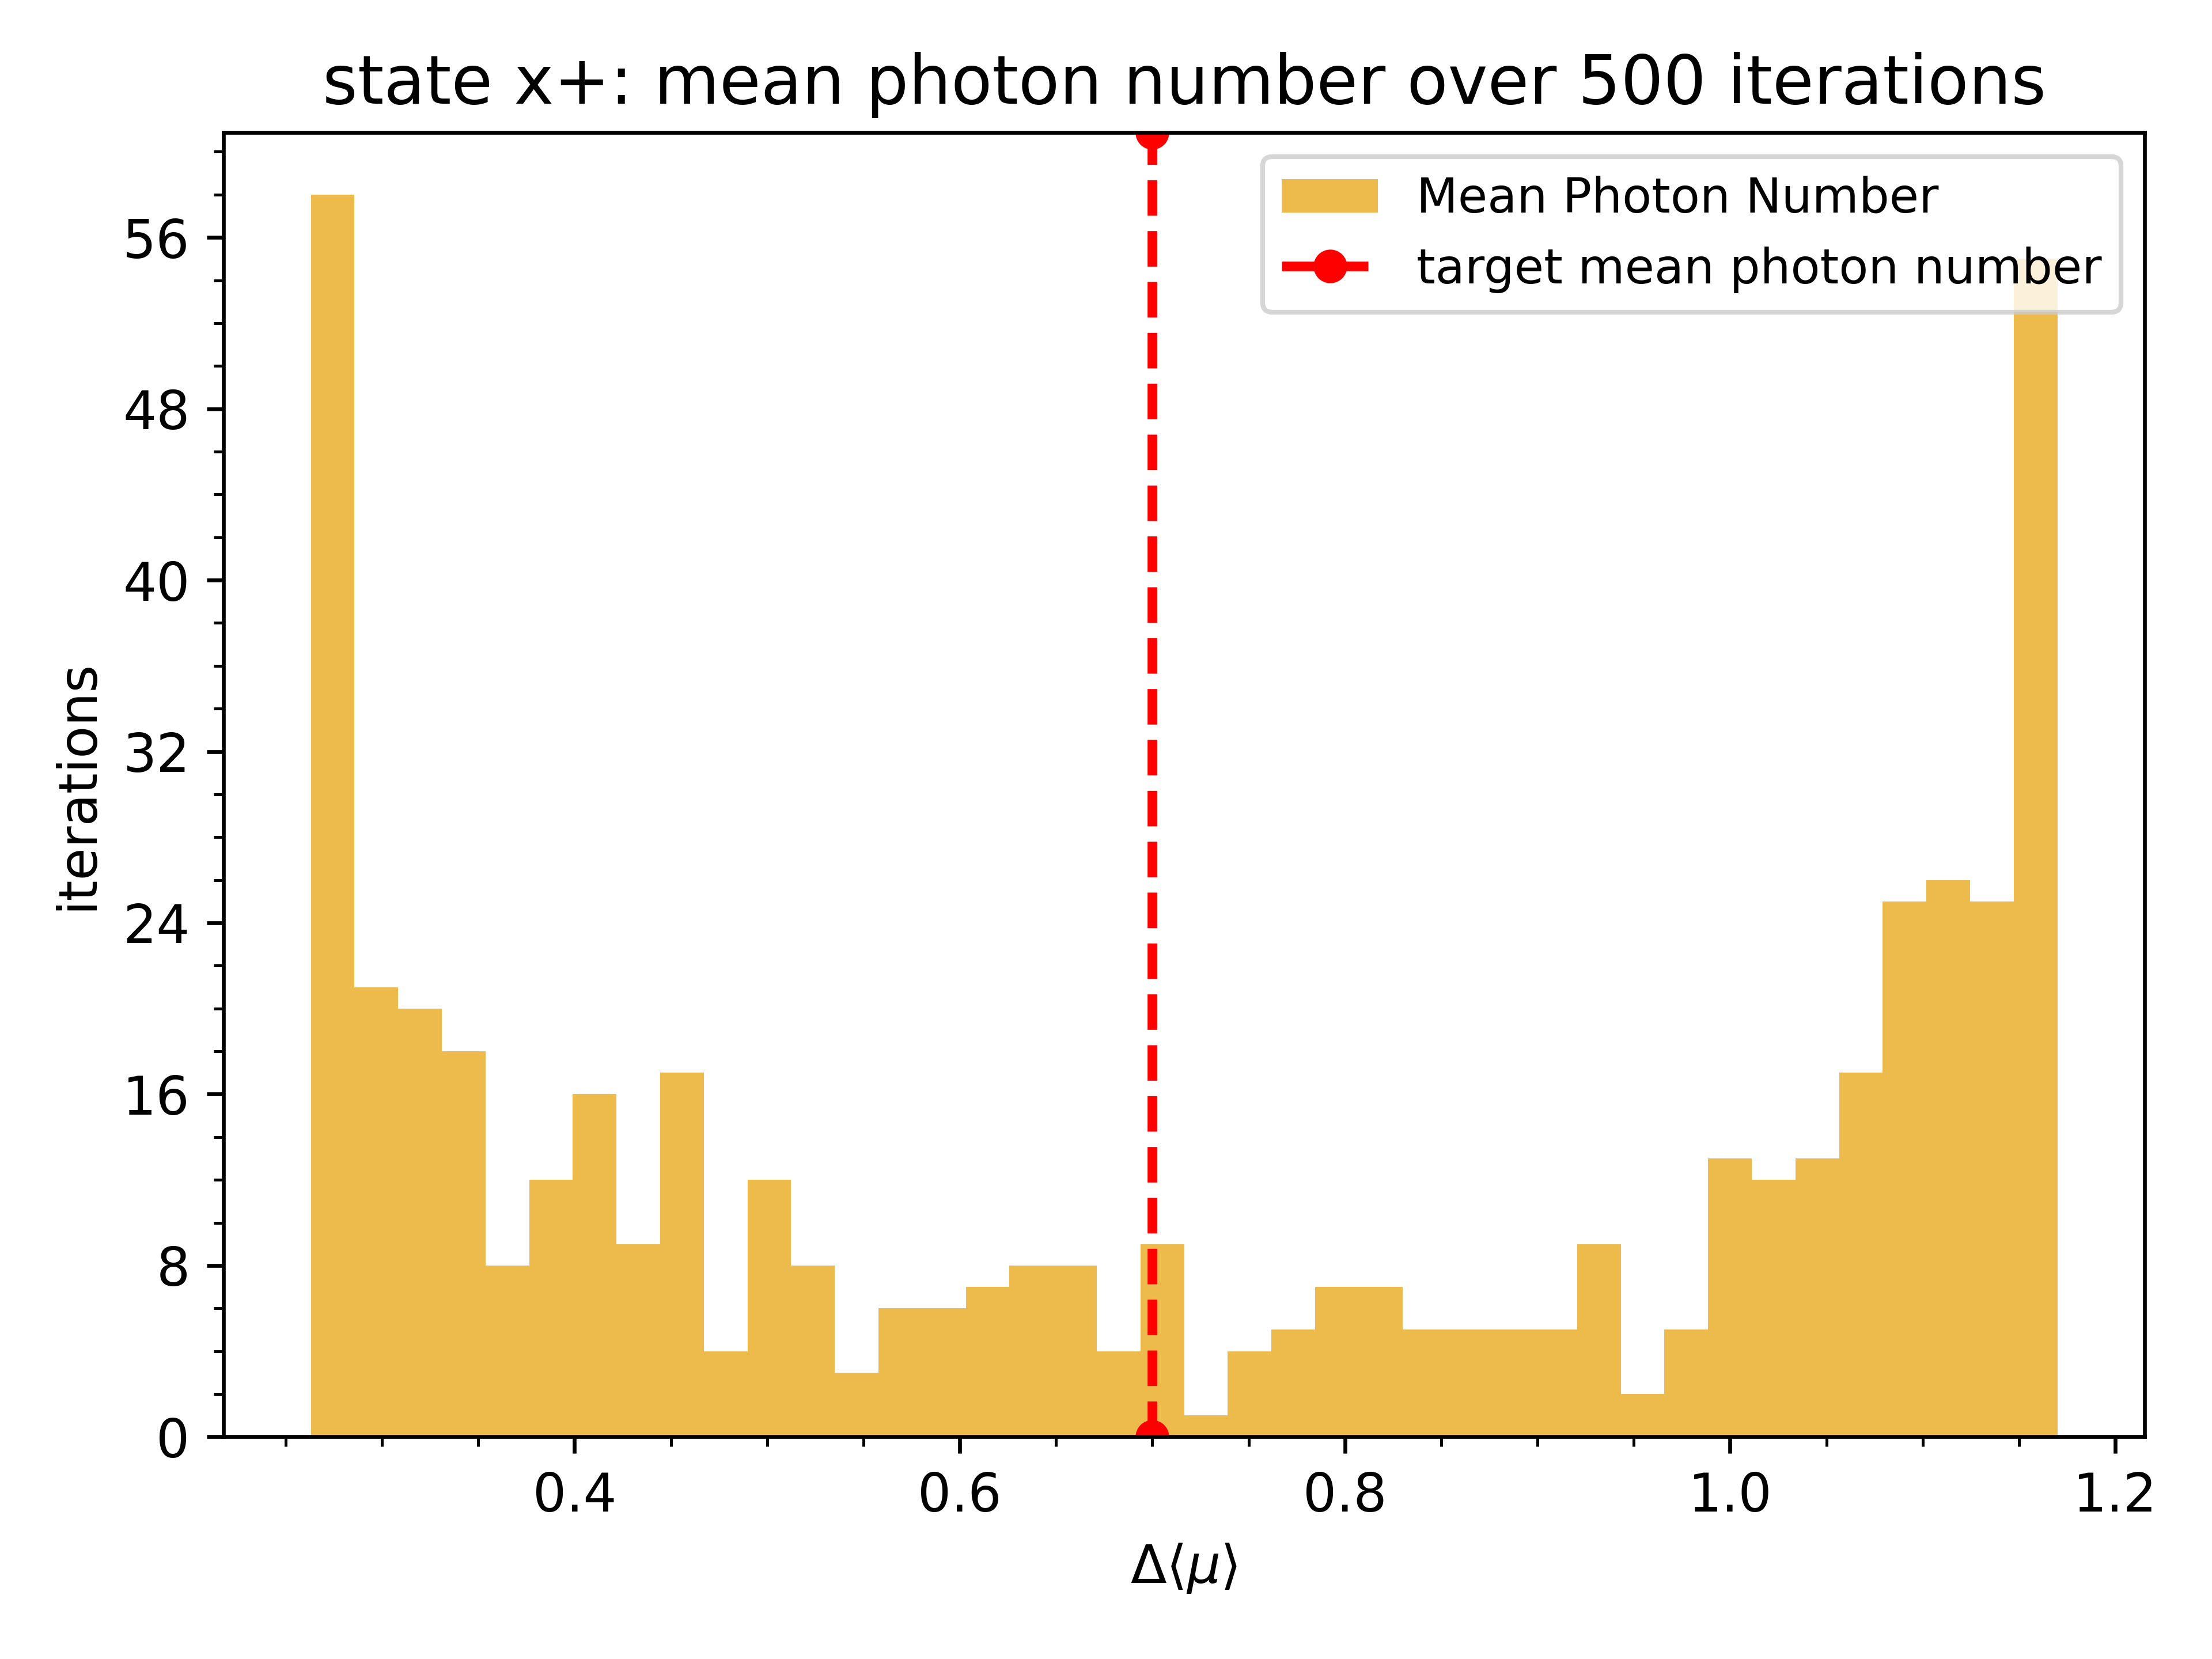 state x+: mean photon number over 500 iterations
Mean Photon Number
target mean photon number
iterations
56
48
40
32
24
16
8
0
0.4 0.6 0.8 1.0 1.2
Δ⟨μ⟩